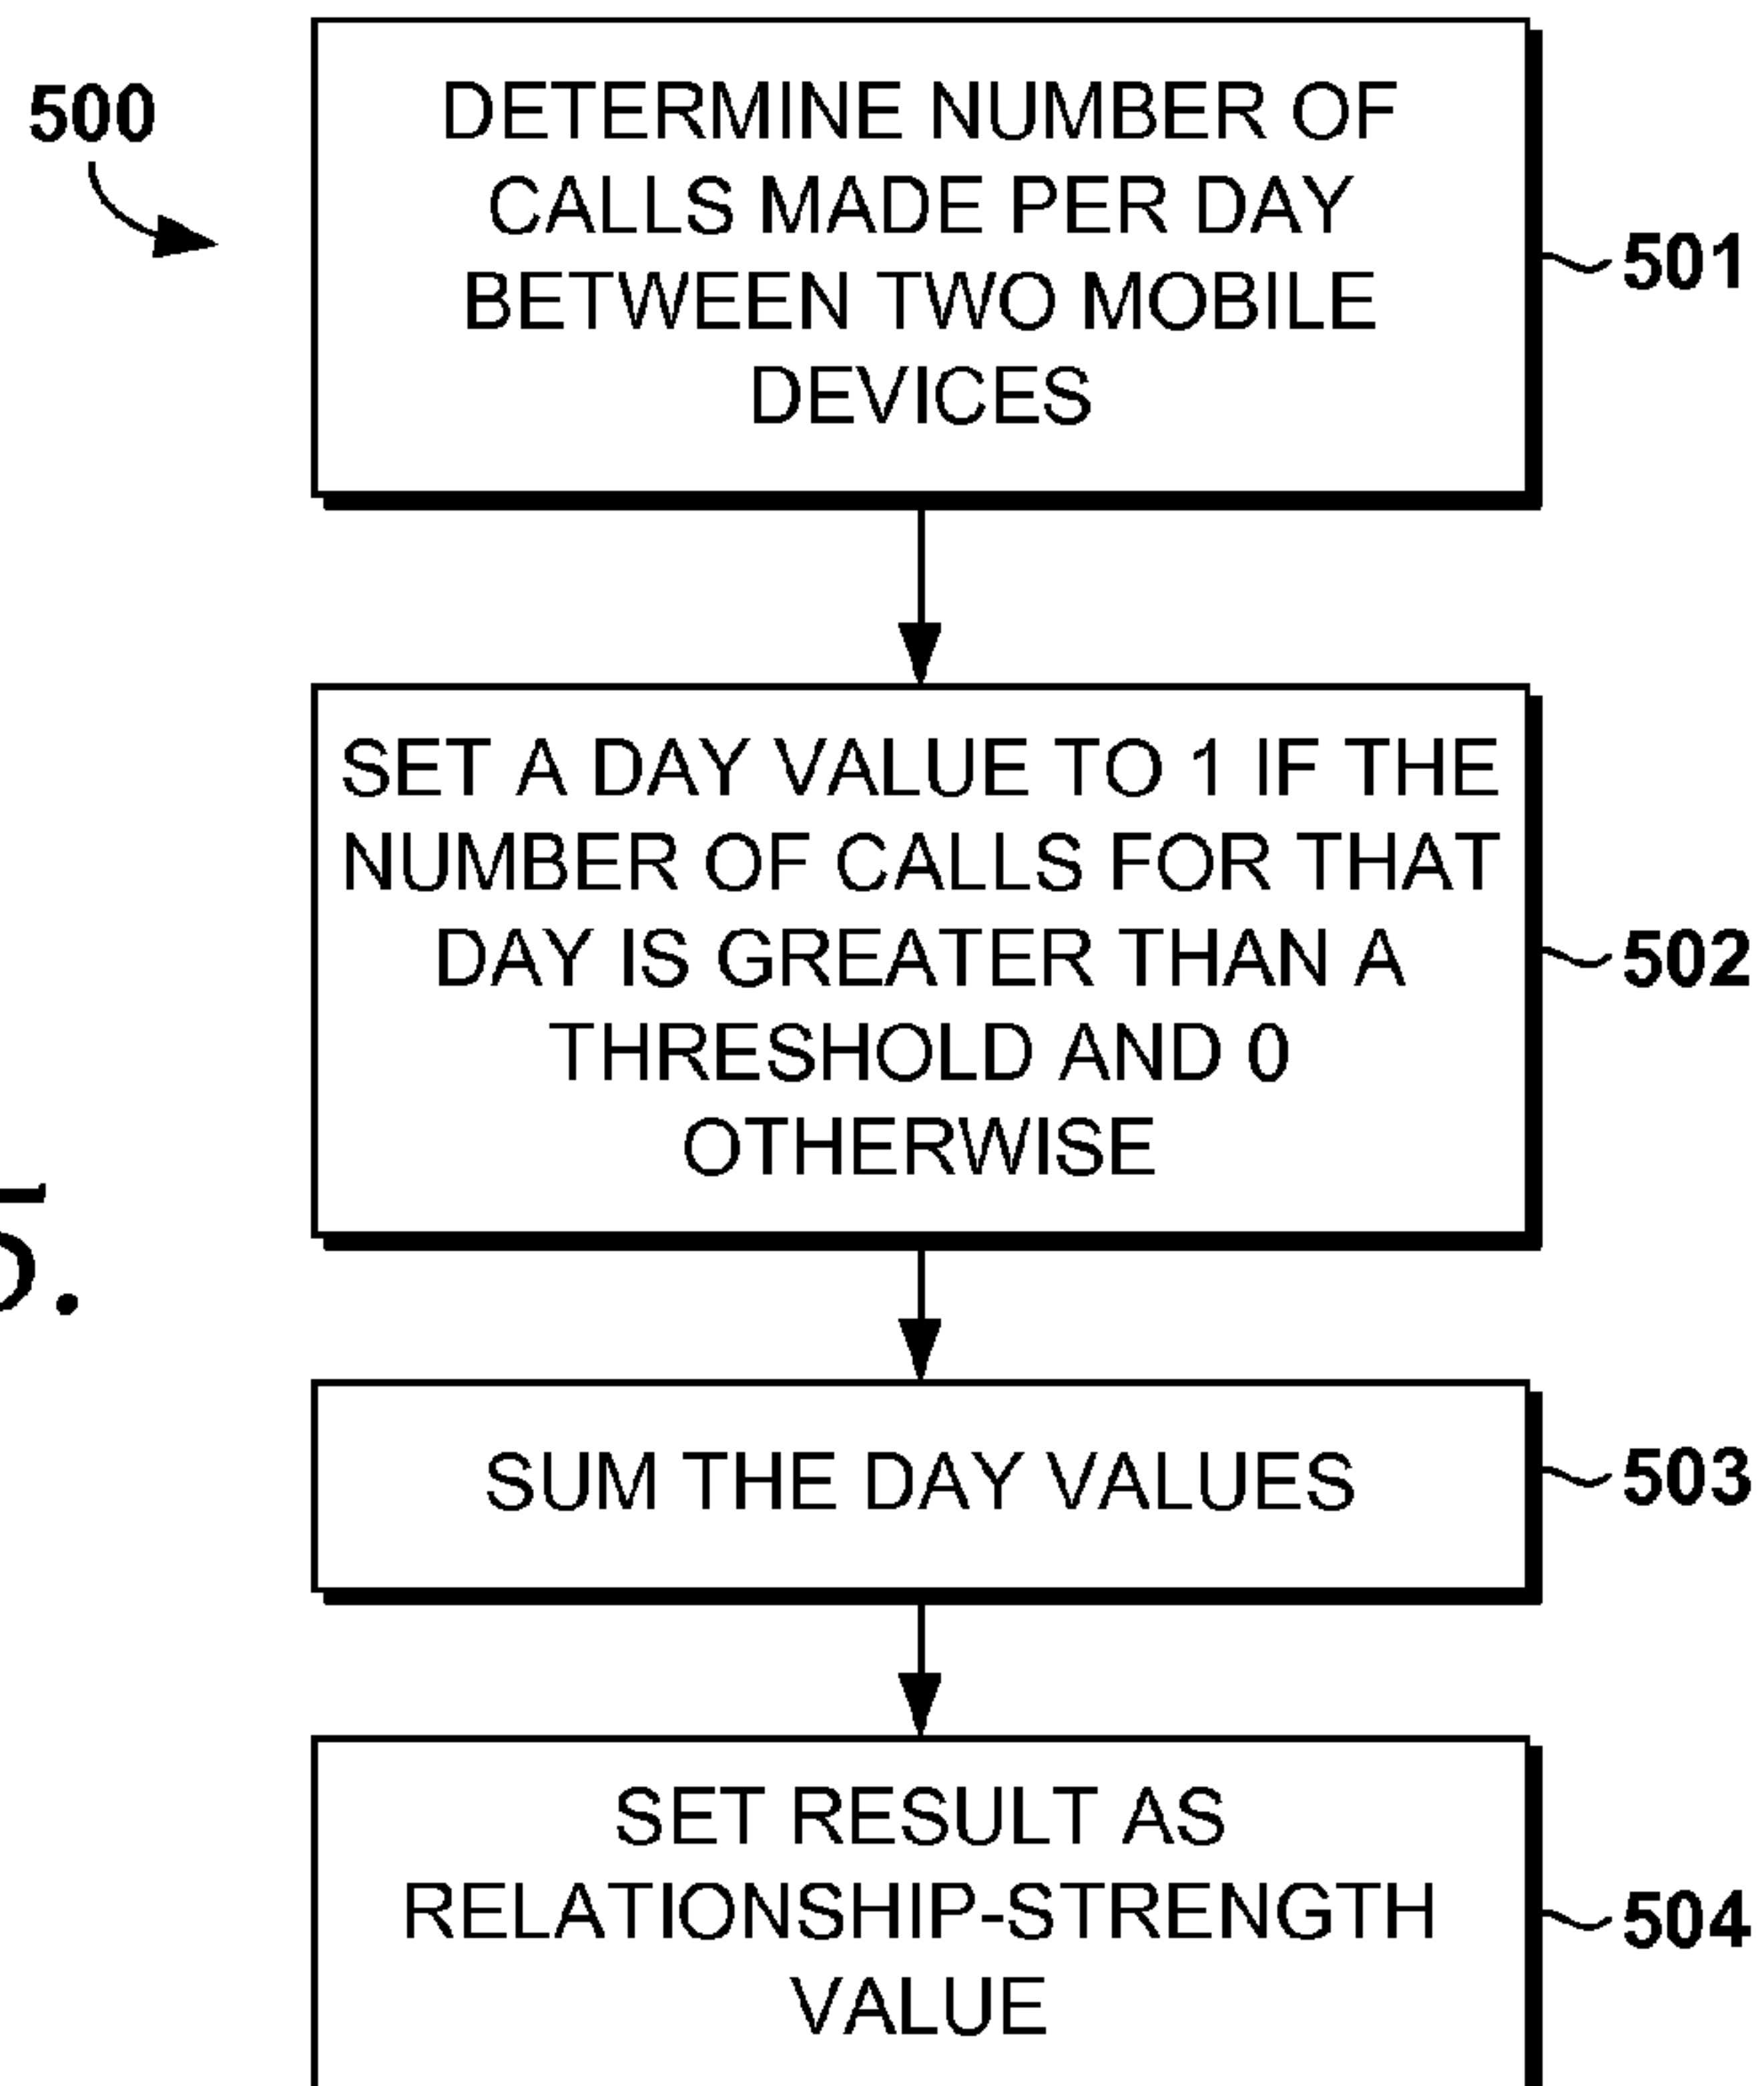 500
DETERMINE NUMBER OF
CALLS MADE PER DAY
BETWEEN TWO MOBILE
DEVICES
501
SET A DAY VALUE TO 1 IF THE
NUMBER OF CALLS FOR THAT
DAY IS GREATER THAN A
THRESHOLD AND 0
OTHERWISE
502
5.
SUM THE DAY VALUES
503
SET RESULT AS
RELATIONSHIP-STRENGTH
VALUE
504